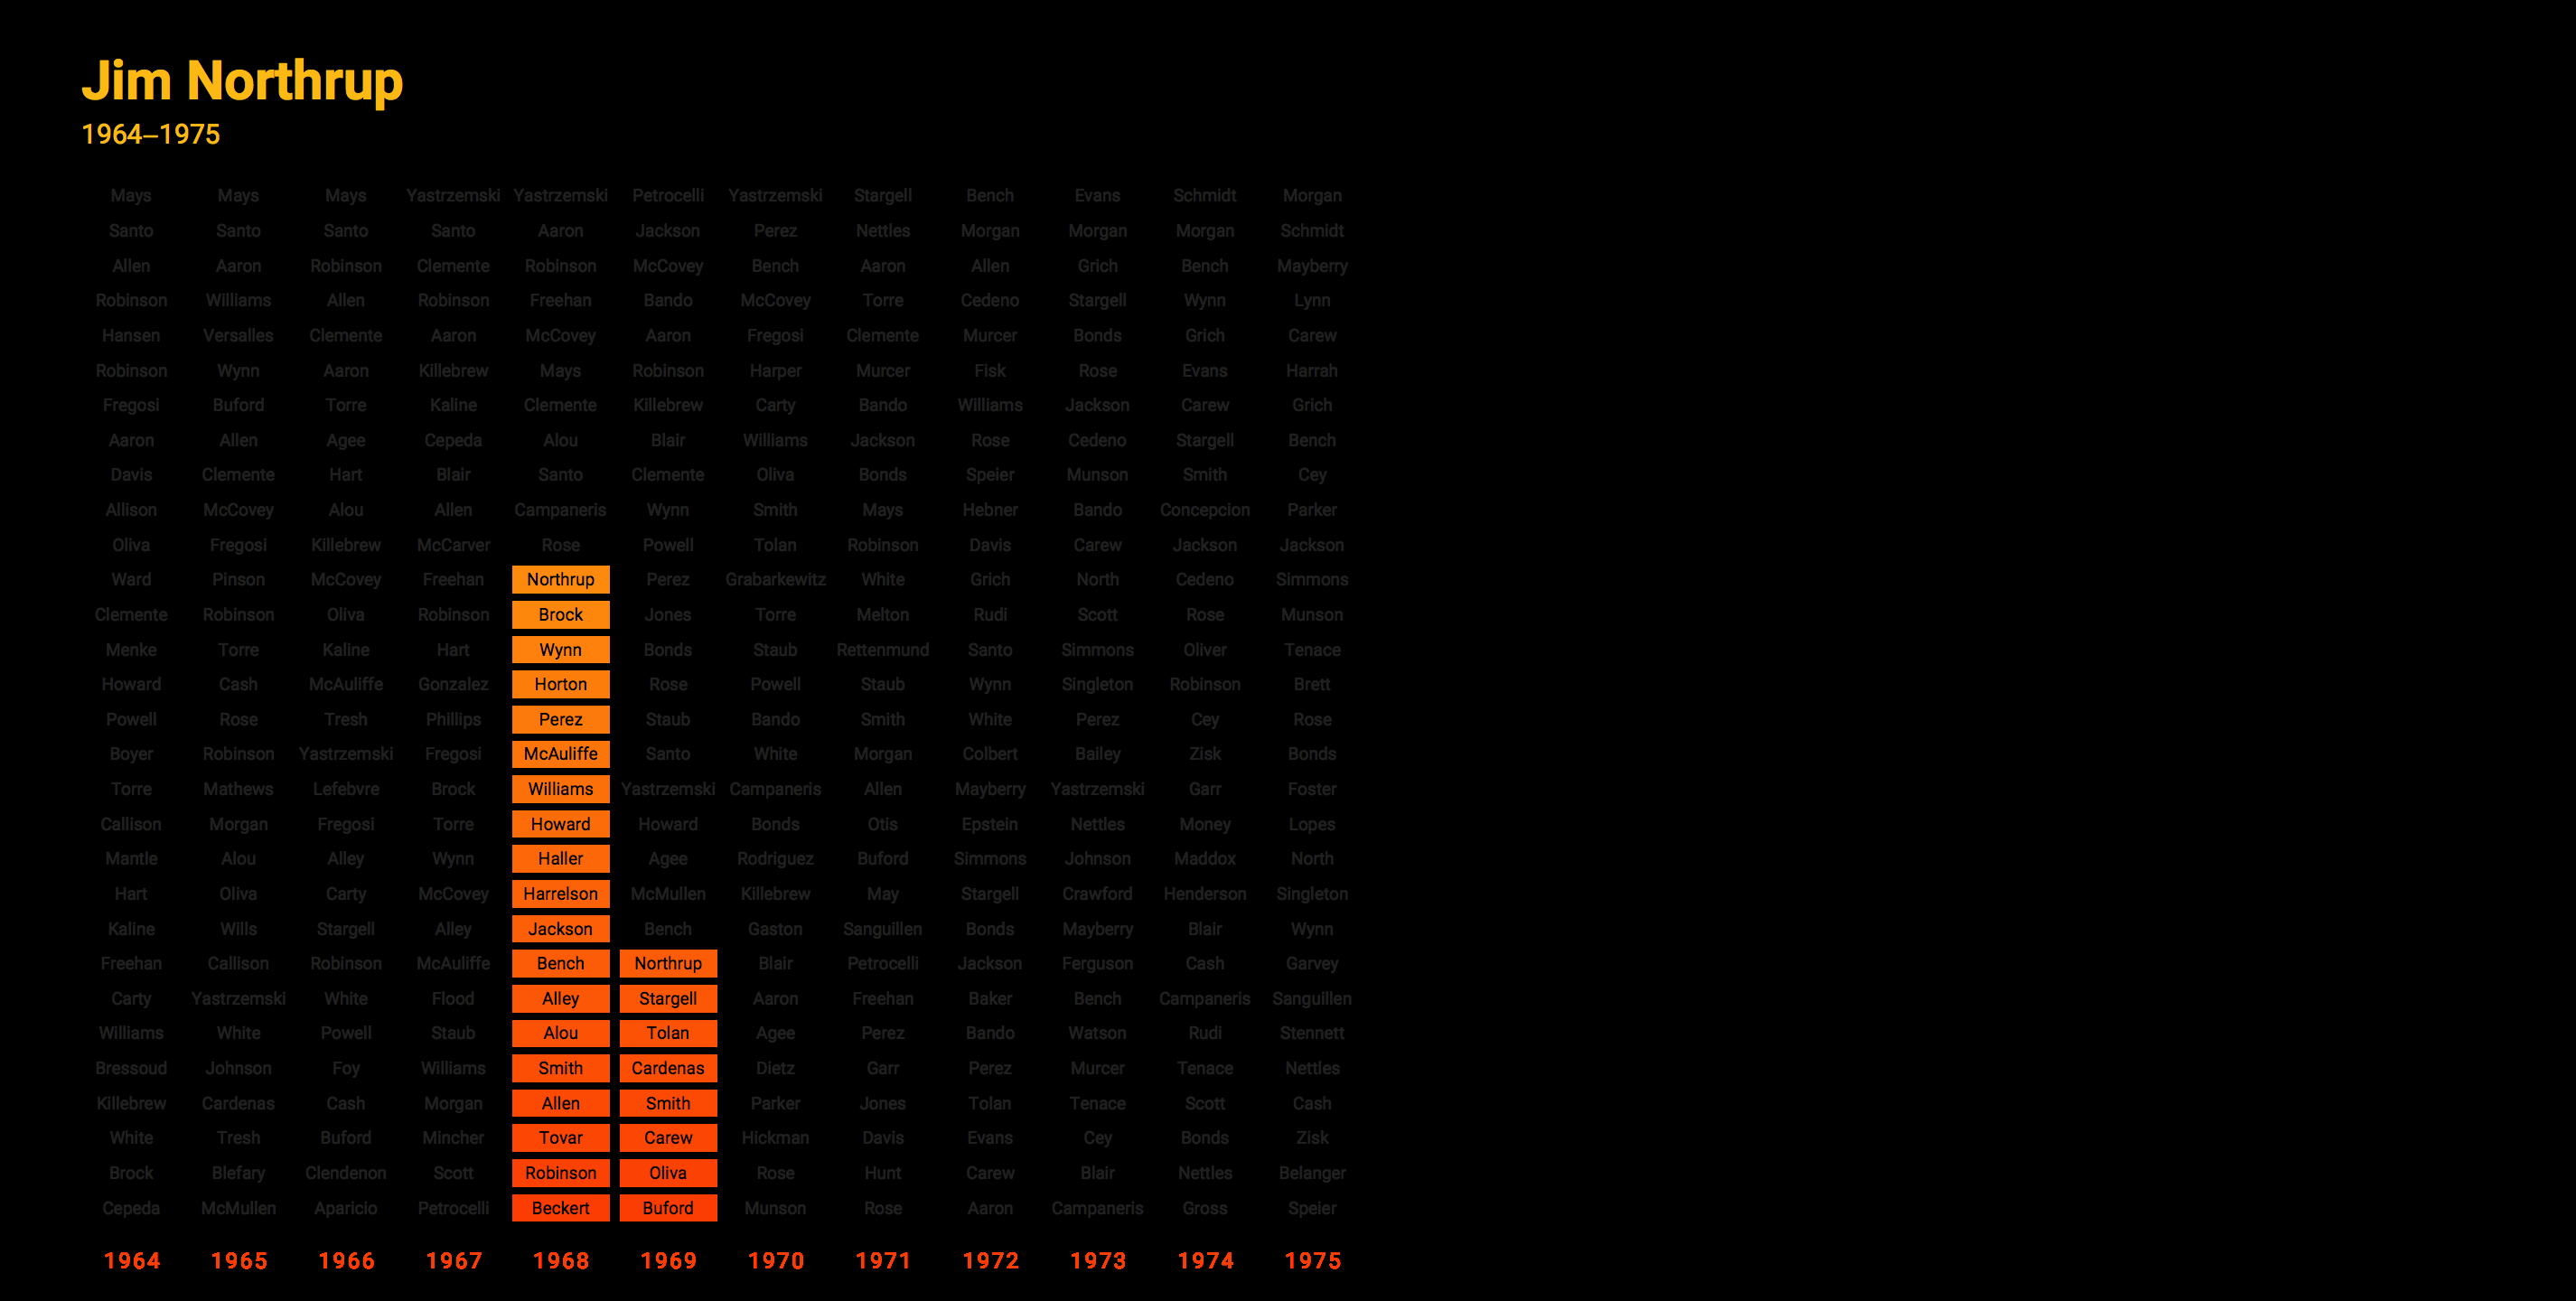 Jim Northrup
1964–1975
Mays Mays Mays Yastrzemski Yastrzemski Petrocelli Yastrzemski Stargell Bench Evans Schmidt Morgan
Santo Santo Santo Santo Aaron Jackson Perez Nettles Morgan Morgan Morgan Schmidt
Allen Aaron Robinson Clemente Robinson McCovey Bench Aaron Allen Grich Bench Mayberry
Robinson Williams Allen Robinson Freehan Bando McCovey Torre Cedeno Stargell Wynn Lynn
Hansen Versalles Clemente Aaron McCovey Aaron Fregosi Clemente Murcer Bonds Grich Carew
Robinson Wynn Aaron Killebrew Mays Robinson Harper Murcer Fisk Rose Evans Harrah
Fregosi Buford Torre Kaline Clemente Killebrew Carty Bando Williams Jackson Carew Grich
Aaron Allen Agee Cepeda Alou Blair Williams Jackson Rose Cedeno Stargell Bench
Davis Clemente Hart Blair Santo Clemente Oliva Bonds Speier Munson Smith Cey
Allison McCovey Alou Allen Campaneris Wynn Smith Mays Hebner Bando Concepcion Parker
Oliva Fregosi Killebrew McCarver Rose Powell Tolan Robinson Davis Carew Jackson Jackson
Ward Pinson McCovey Freehan Northrup Perez Grabarkewitz White Grich North Cedeno Simmons
Clemente Robinson Oliva Robinson Brock Jones Torre Melton Rudi Scott Rose Munson
Menke Torre Kaline Hart Wynn Bonds Staub Rettenmund Santo Simmons Oliver Tenace
Howard Cash McAuliffe Gonzalez Horton Rose Powell Staub Wynn Singleton Robinson Brett
Powell Rose Tresh Phillips Perez Staub Bando Smith White Perez Cey Rose
Boyer Robinson Yastrzemski Fregosi McAuliffe Santo White Morgan Colbert Bailey Zisk Bonds
Torre Mathews Lefebvre Brock Williams Yastrzemski Campaneris Allen Mayberry Yastrzemski Garr Foster
Callison Morgan Fregosi Torre Howard Howard Bonds Otis Epstein Nettles Money Lopes
Mantle Alou Alley Wynn Haller Agee Rodriguez Buford Simmons Johnson Maddox North
Hart Oliva Carty McCovey Harrelson McMullen Killebrew May Stargell Crawford Henderson Singleton
Kaline Wills Stargell Alley Jackson Bench Gaston Sanguillen Bonds Mayberry Blair Wynn
Freehan Callison Robinson McAuliffe Bench Northrup Blair Petrocelli Jackson Ferguson Cash Garvey
Carty Yastrzemski White Flood Alley Stargell Aaron Freehan Baker Bench Campaneris Sanguillen
Williams White Powell Staub Alou Tolan Agee Perez Bando Watson Rudi Stennett
Bressoud Johnson Foy Williams Smith Cardenas Dietz Garr Perez Murcer Tenace Nettles
Killebrew Cardenas Cash Morgan Allen Smith Parker Jones Tolan Tenace Scott Cash
White Tresh Buford Mincher Tovar Carew Hickman Davis Evans Cey Bonds Zisk
Brock Blefary Clendenon Scott Robinson Oliva Rose Hunt Carew Blair Nettles Belanger
Cepeda McMullen Aparicio Petrocelli Beckert Buford Munson Rose Aaron Campaneris Gross Speier
1964 1965 1966 1967 1968 1969 1970 1971 1972 1973 1974 1975